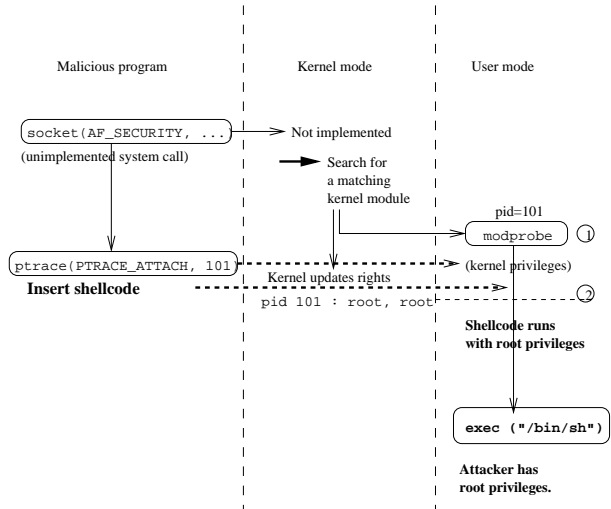 Malicious program
Kernel mode
User mode
socket(AF_SECURITY, ...)
Not implemented
(unimplemented system call)
Search for
a matching
kernel module
pid=101
modprobe
1
ptrace(PTRACE_ATTACH, 101)
(kernel privileges)
Kernel updates rights
Insert shellcode
pid 101 : root, root
2
Shellcode runs
with root privileges
exec ("/bin/sh")
Attacker has
root privileges.